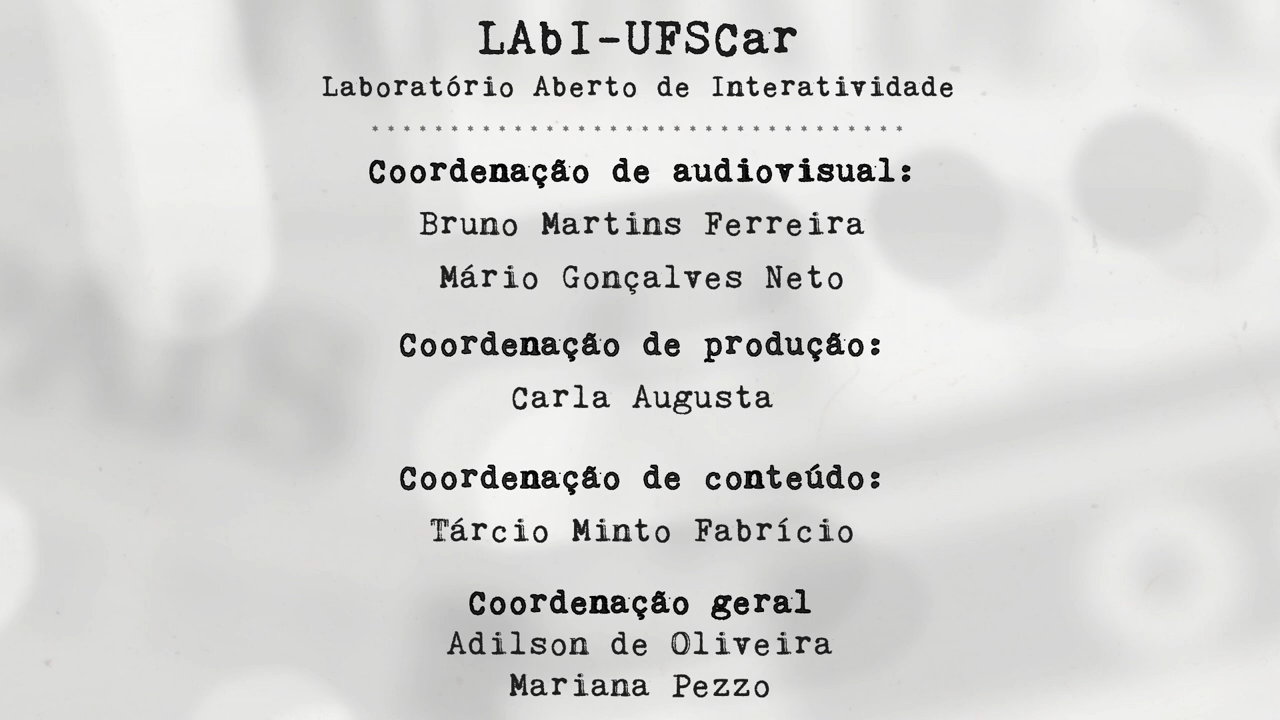 LAbI-UFSCar
Laboratório Aberto de Interatividade
Coordenação de audiovisual:
Bruno Martins Ferreira
Mário Gonçalves Neto
Coordenação de produção:
Carla Augusta
Coordenação de conteúdo:
Tárcio Minto Fabrício
Coordenação geral
Adilson de Oliveira
Mariana Pezzo